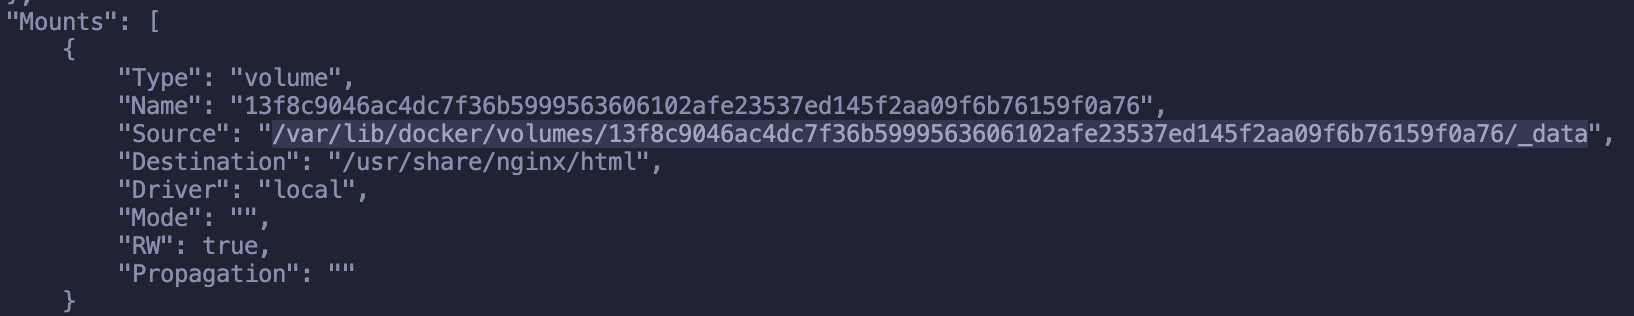 "Mounts": [
{
"Type": "volume",
"Name": "13f8c9046ac4dc7f36b5999563606102afe23537ed145f2aa09f6b76159f0a76",
"Source": "/var/lib/docker/volumes/13f8c9046ac4dc7f36b5999563606102afe23537ed145f2aa09f6b76159f0a76/_data",
"Destination": "/usr/share/nginx/html",
"Driver": "local",
"Mode": "",
"RW": true,
"Propagation": ""
}